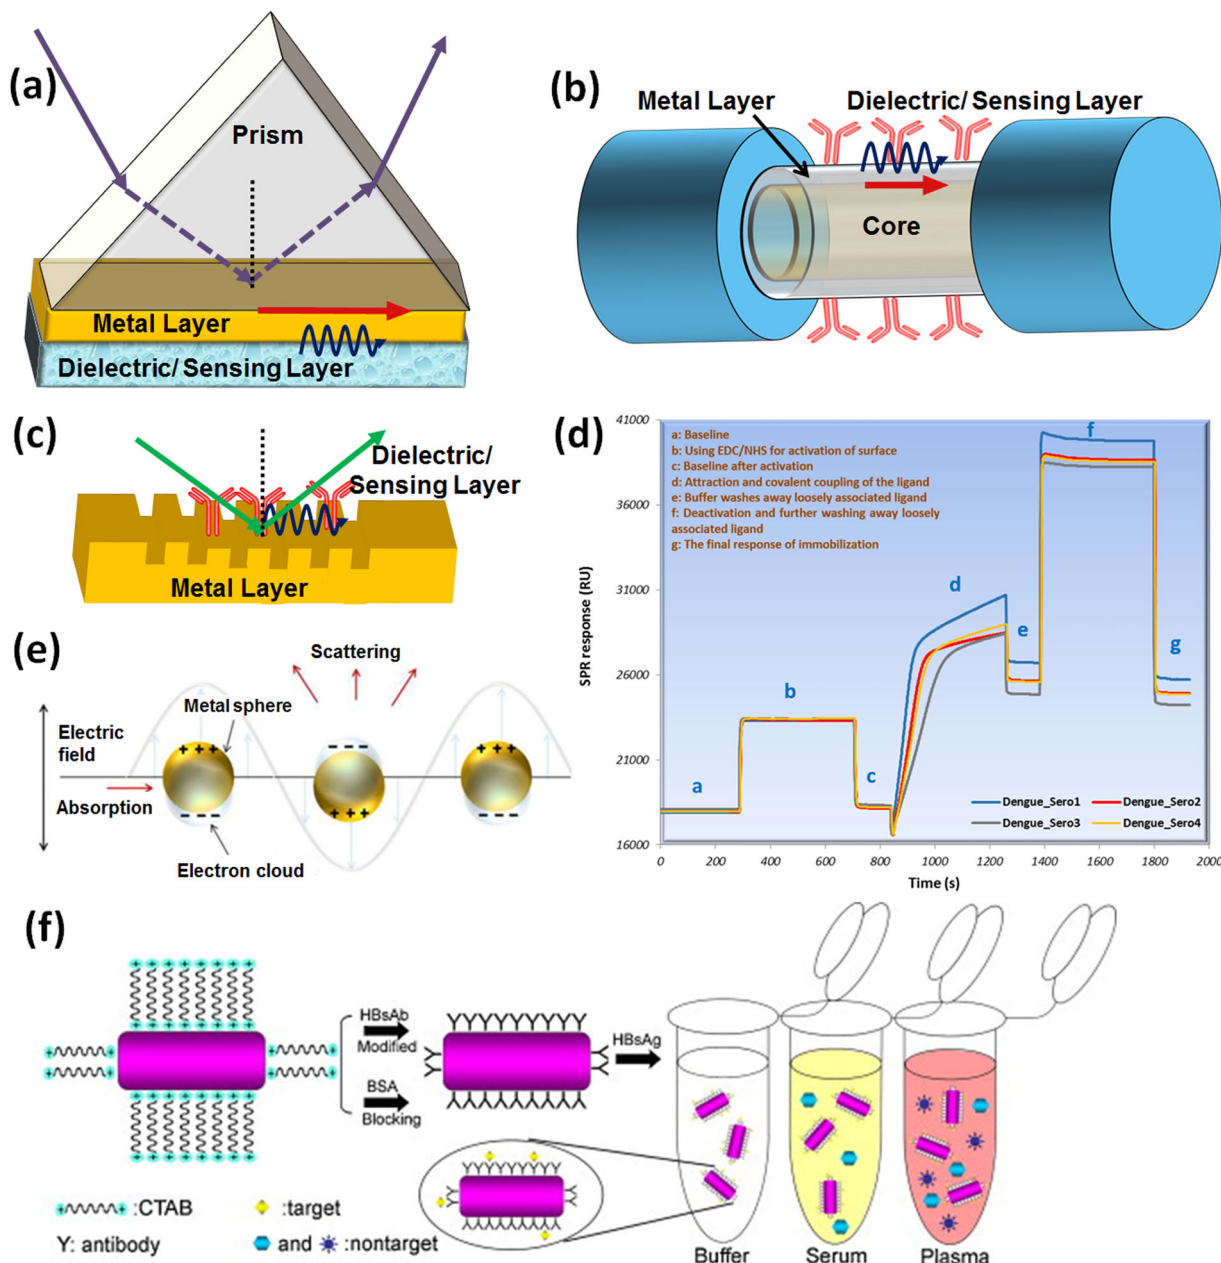 (a)
Prism
Metal Layer
Dielectric/ Sensing Layer
(b)
Metal Layer
Dielectric/ Sensing Layer
Core
(c)
Dielectric/
Sensing Layer
Metal Layer
(d)
41000
36000
31000
26000
21000
16000
SPR response (RU)
a: Baseline
b: Using EDC/NHS for activation of surface
c: Baseline after activation
d: Attraction and covalent coupling of the ligand
e: Buffer washes away loosely associated ligand
f: Deactivation and further washing away loosely
associated ligand
g: The final response of immobilization
a
b
c
d
e
f
g
Dengue_Sero1
Dengue_Sero2
Dengue_Sero3
Dengue_Sero4
0 200 400 600 800 1000 1200 1400 1600 1800 2000
Time (s)
(e)
Scattering
Metal sphere
Electric
field
Absorption
Electron cloud
+ + +
- - -
- - -
+ + +
+ + +
- - -
(f)
HBsAb
Modified
BSA
Blocking
HBsAg
:CTAB
:target
Y: antibody
and :nontarget
Buffer
Serum
Plasma